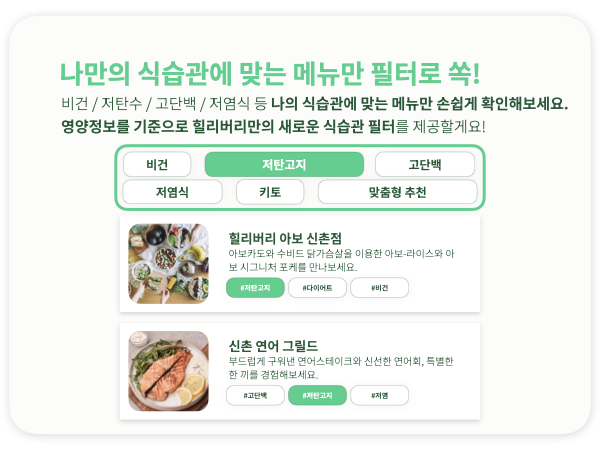 나만의 식습관에 맞는 메뉴만 필터로 쏙!
비건 / 저탄수 / 고단백 / 저염식 등 나의 식습관에 맞는 메뉴만 손쉽게 확인해보세요.
영양정보를 기준으로 힐리버리만의 새로운 식습관 필터를 제공할게요!
비건 저탄고지 고단백
저염식 키토 맞춤형 추천
힐리버리 아보 신촌점
아보카도와 수비드 닭가슴살을 이용한 아보-라이스와 아
보 시그니처 포케를 만나보세요.
#저탄고지 #다이어트 #비건
신촌 연어 그릴드
부드럽게 구워낸 연어스테이크와 신선한 연어회, 특별한
한 끼를 경험해보세요.
#고단백 #저탄고지 #저염